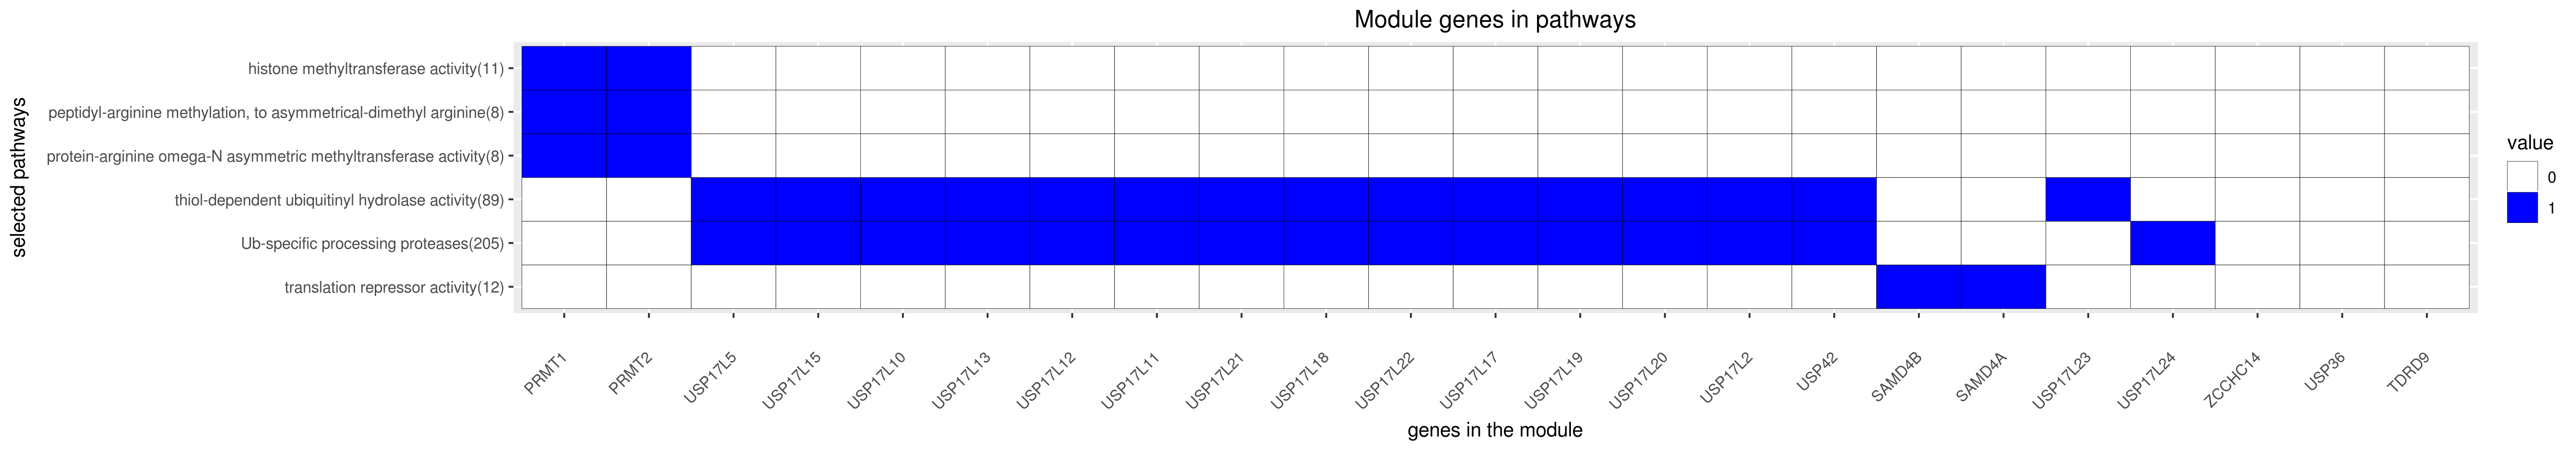 Module genes in pathways
selected pathways
histone methyltransferase activity(11)
peptidyl-arginine methylation, to asymmetrical-dimethyl arginine(8)
protein-arginine omega-N asymmetric methyltransferase activity(8)
thiol-dependent ubiquitinyl hydrolase activity(89)
Ub-specific processing proteases(205)
translation repressor activity(12)
value
0
1
PRMT1
PRMT2
USP17L5
USP17L15
USP17L10
USP17L13
USP17L12
USP17L11
USP17L21
USP17L18
USP17L22
USP17L17
USP17L19
USP17L20
USP17L2
USP42
SAMD4B
SAMD4A
USP17L23
USP17L24
ZCCHC14
USP36
TDRD9
genes in the module